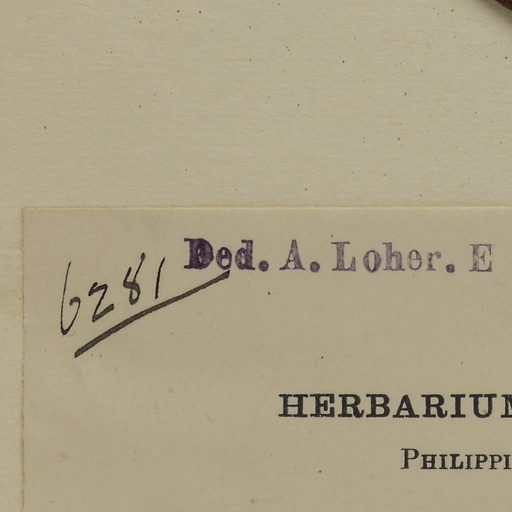 6281
Ded. A. Loher. E
HERBARIUM
PHILIPPI